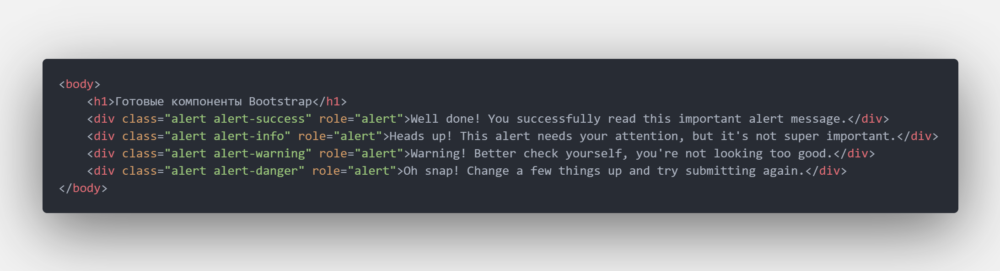 <body>
    <h1>Готовые компоненты Bootstrap</h1>
    <div class="alert alert-success" role="alert">Well done! You successfully read this important alert message.</div>
    <div class="alert alert-info" role="alert">Heads up! This alert needs your attention, but it's not super important.</div>
    <div class="alert alert-warning" role="alert">Warning! Better check yourself, you're not looking too good.</div>
    <div class="alert alert-danger" role="alert">Oh snap! Change a few things up and try submitting again.</div>
</body>